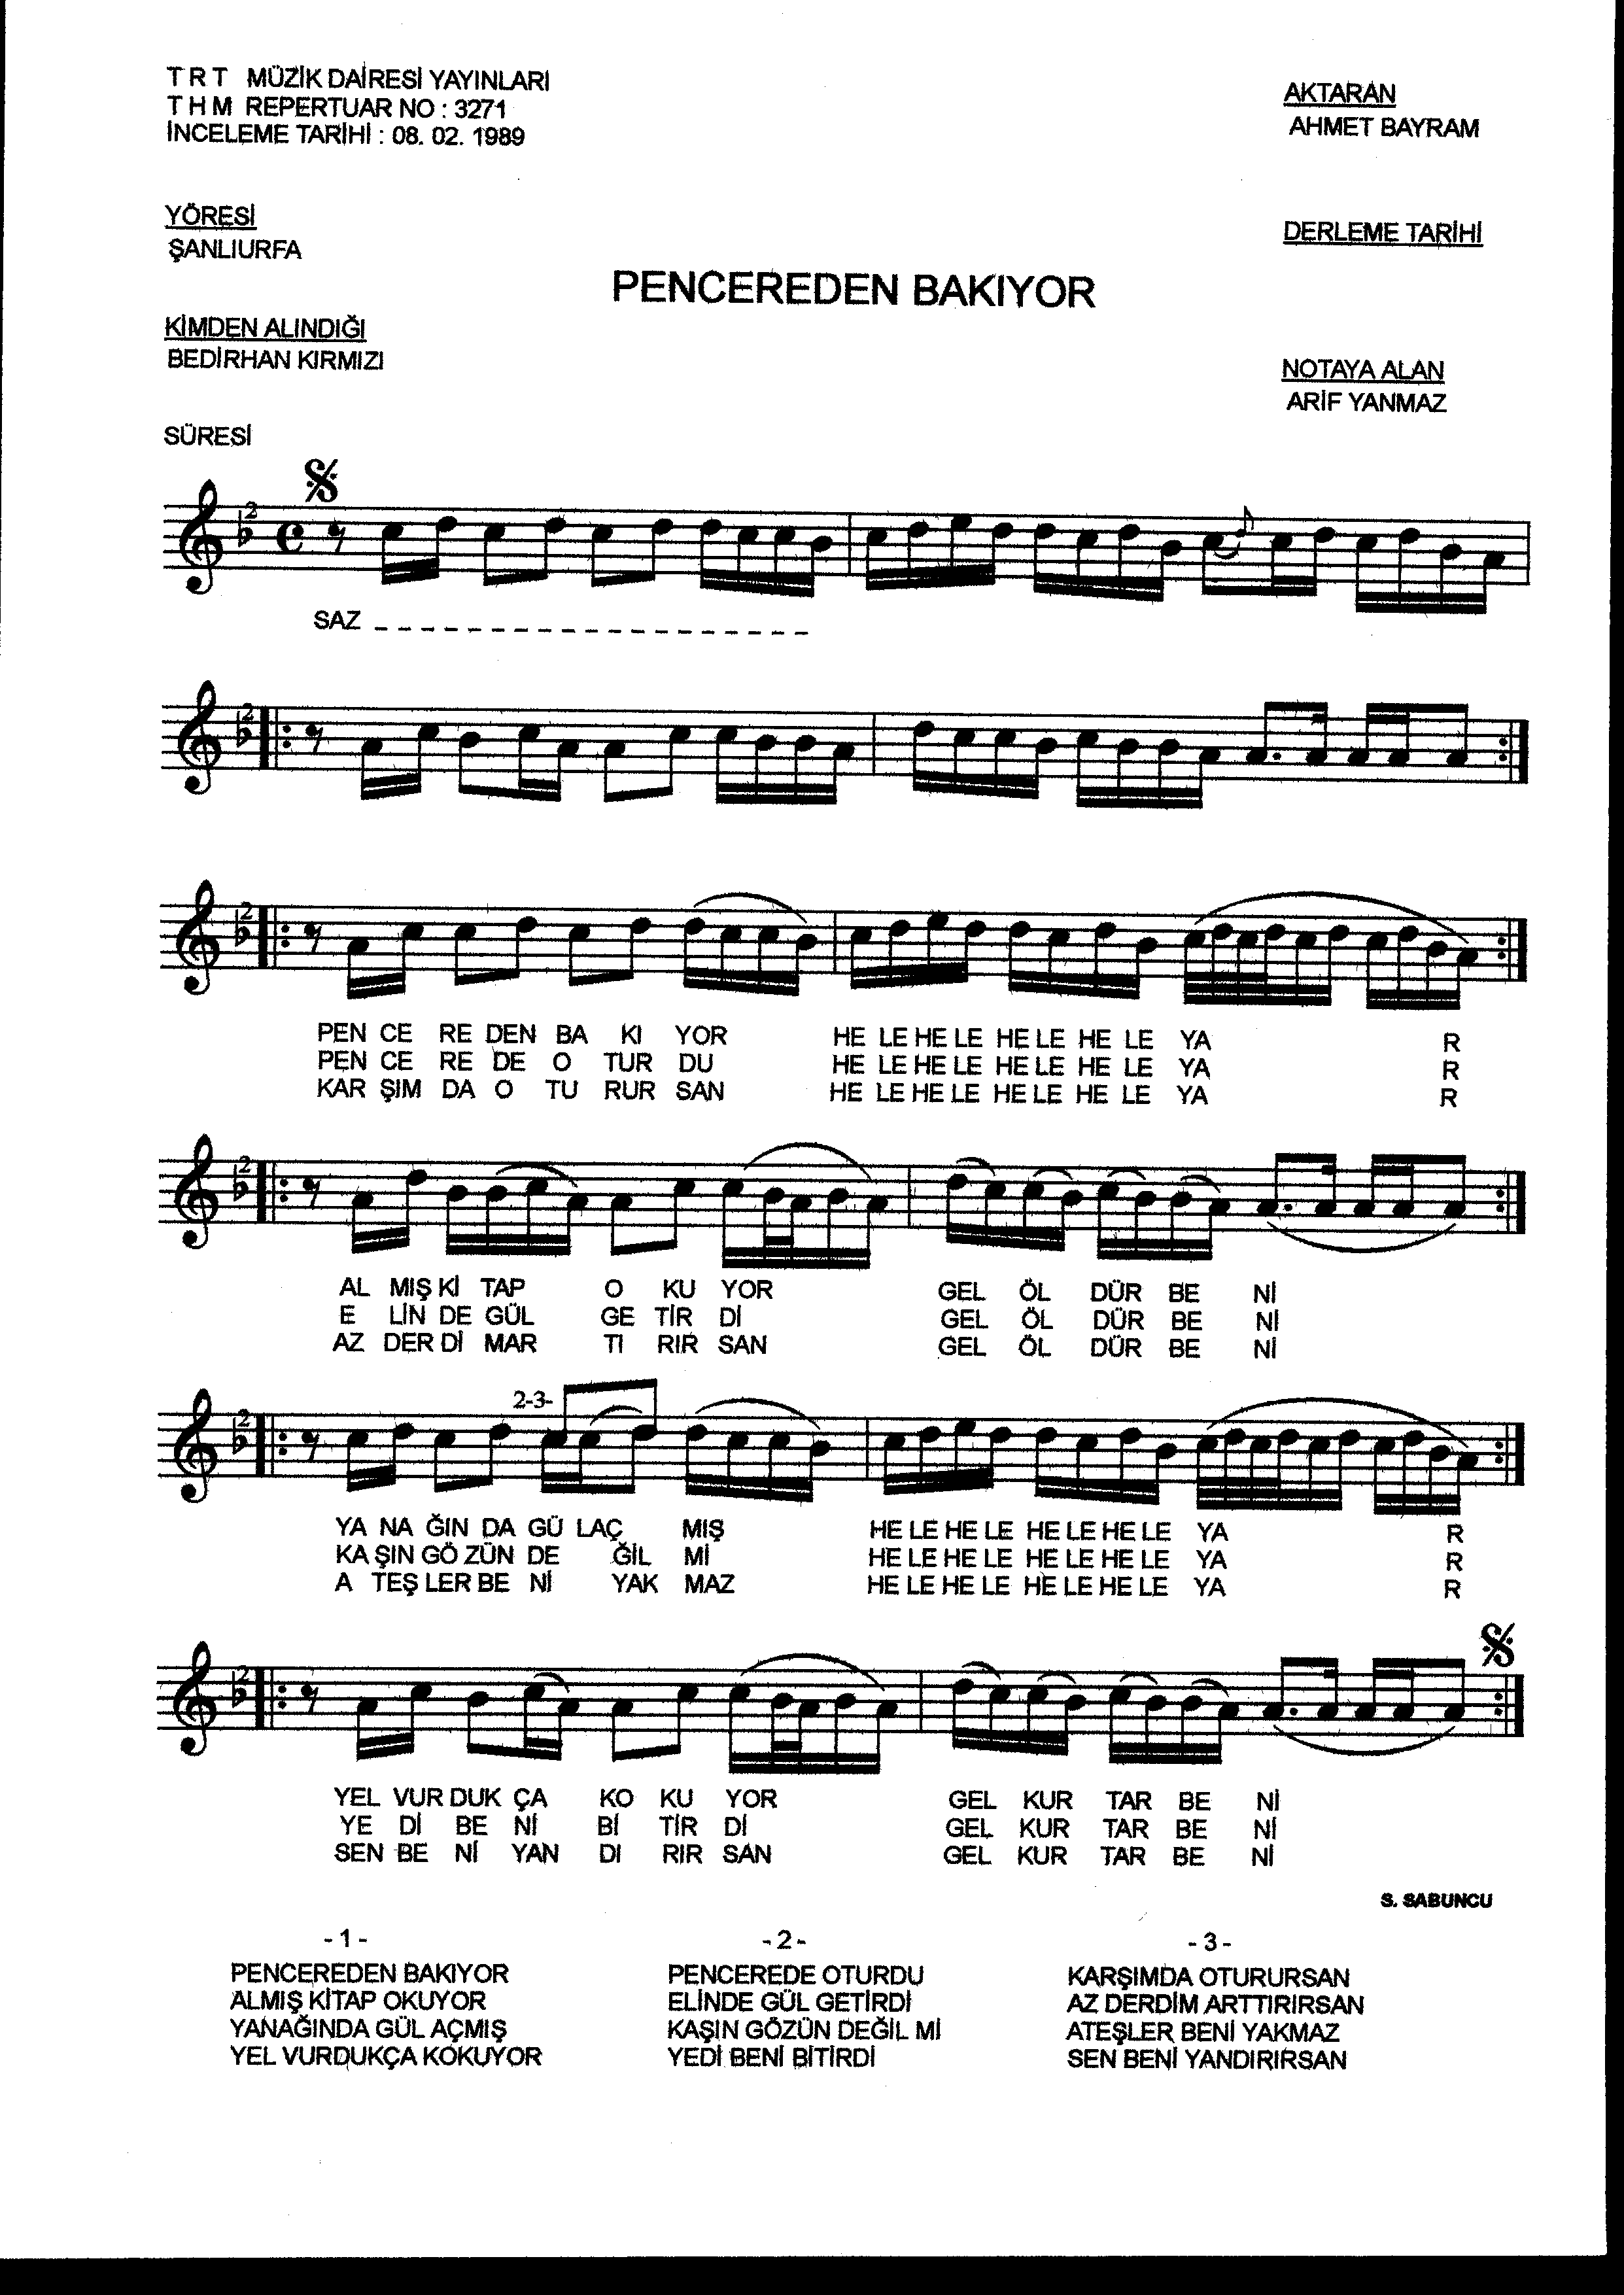 T R T MÜZİK DAİRESİ YAYINLARI
T H M REPERTUAR NO : 3271
İNCELEME TARİHİ : 08. 02. 1989
AKTARAN
AHMET BAYRAM
YÖRESİ
ŞANLIURFA
DERLEME TARİHİ
PENCEREDEN BAKIYOR
KİMDEN ALINDIĞI
BEDİRHAN KIRMIZI
NOTAYA ALAN
ARİF YANMAZ
SÜRESİ
2
SAZ _ _ _ _ _ _ _ _ _ _ _ _ _ _ _ _ _ _ _
2
2
PEN CE RE DEN BA KI YOR HE LE HE LE HE LE HE LE YA R
PEN CE RE DE O TUR DU HE LE HE LE HE LE HE LE YA R
KAR ŞIM DA O TU RUR SAN HE LE HE LE HE LE HE LE YA R
2
AL MIŞ Kİ TAP O KU YOR GEL ÖL DÜR BE Nİ
E LİN DE GÜL GE TİR Dİ GEL ÖL DÜR BE Nİ
AZ DER Dİ MAR TI RIR SAN GEL ÖL DÜR BE Nİ
2
2-3-
YA NA ĞIN DA GÜ LAÇ MIŞ HE LE HE LE HE LE HE LE YA R
KA ŞIN GÖ ZÜN DE ĞİL Mİ HE LE HE LE HE LE HE LE YA R
A TEŞ LER BE Nİ YAK MAZ HE LE HE LE HE LE HE LE YA R
2
YEL VUR DUK ÇA KO KU YOR GEL KUR TAR BE Nİ
YE Dİ BE Nİ Bİ TİR Dİ GEL KUR TAR BE Nİ
SEN BE Nİ YAN DI RIR SAN GEL KUR TAR BE Nİ
S. SABUNCU
- 1 -
PENCEREDEN BAKIYOR
ALMIŞ KİTAP OKUYOR
YANAĞINDA GÜL AÇMIŞ
YEL VURDUKÇA KOKUYOR
- 2 -
PENCEREDE OTURDU
ELİNDE GÜL GETİRDİ
KAŞIN GÖZÜN DEĞİL Mİ
YEDİ BENİ BİTİRDİ
- 3 -
KARŞIMDA OTURURSAN
AZ DERDİM ARTTIRIRSAN
ATEŞLER BENİ YAKMAZ
SEN BENİ YANDIRIRSAN